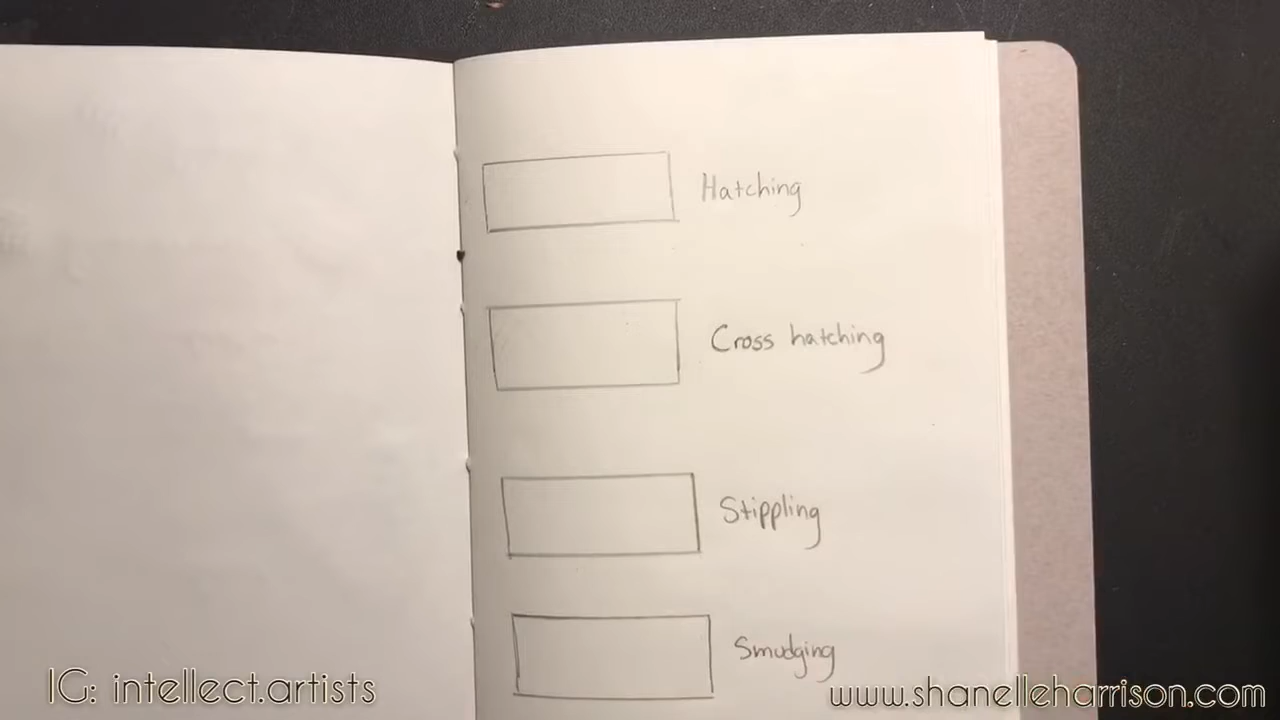 Hatching
Cross hatching
Stippling
Smudging
IG: intellect.artists
www.shanelleharrison.com